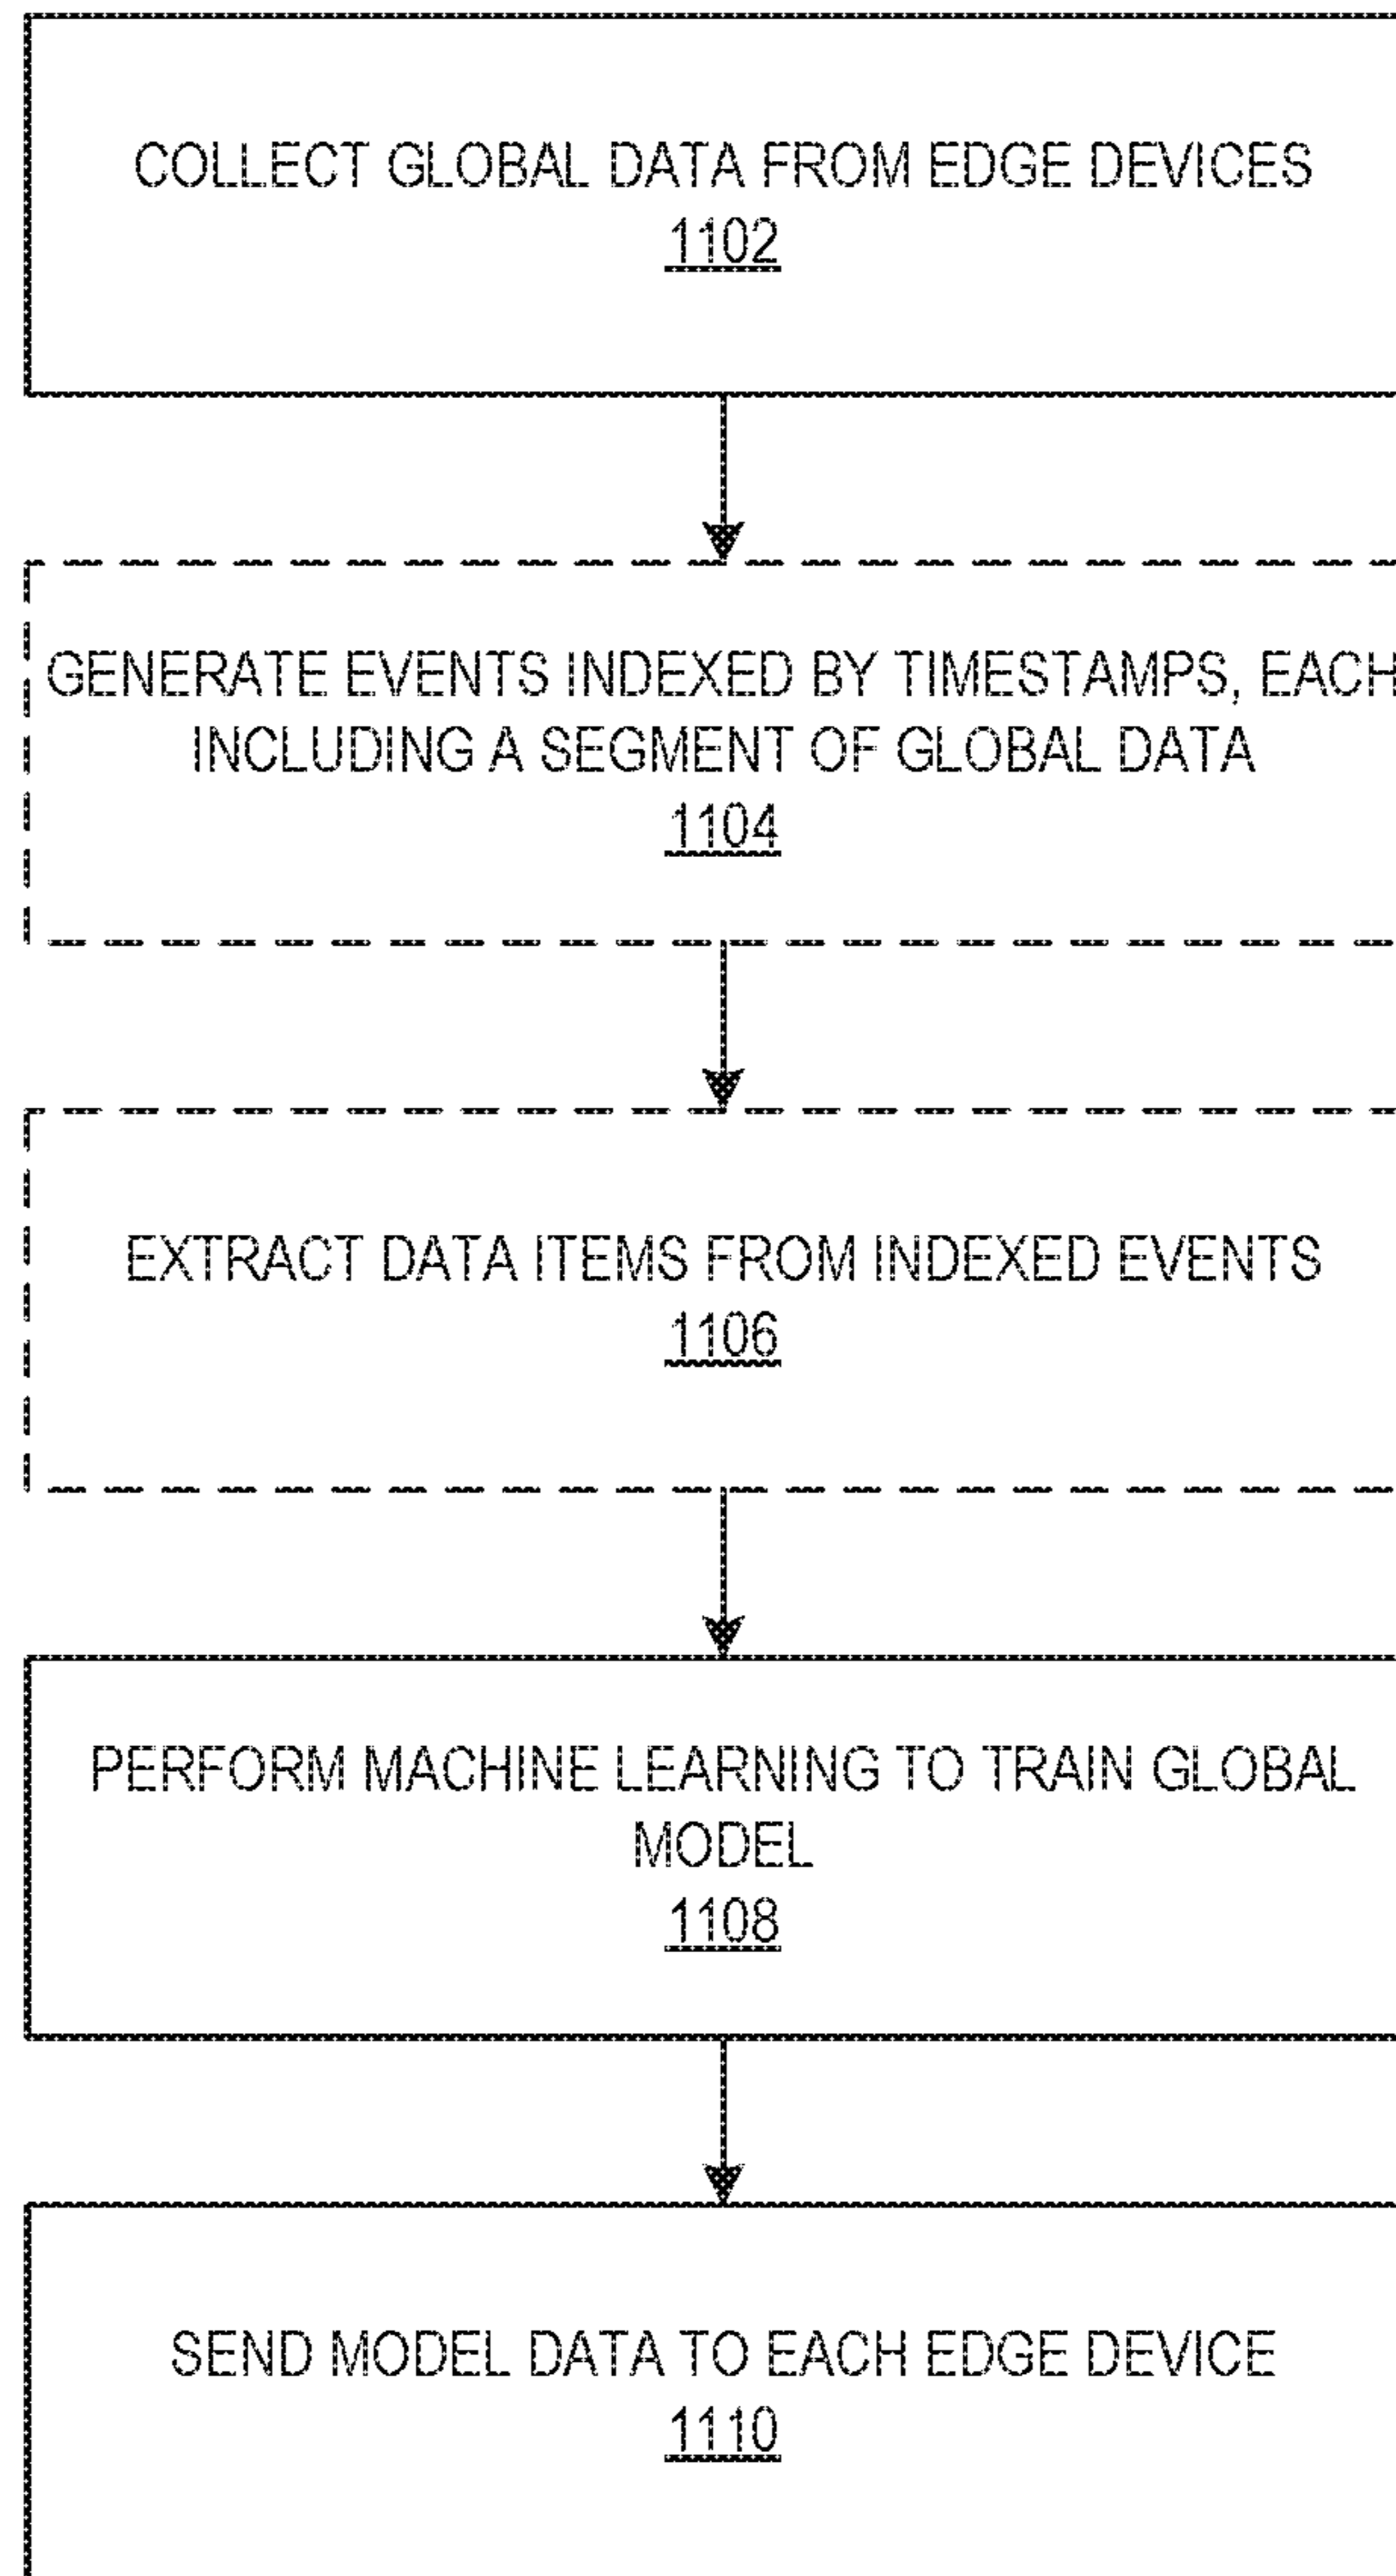 COLLECT GLOBAL DATA FROM EDGE DEVICES
1102
GENERATE EVENTS INDEXED BY TIMESTAMPS, EACH
INCLUDING A SEGMENT OF GLOBAL DATA
1104
EXTRACT DATA ITEMS FROM INDEXED EVENTS
1106
PERFORM MACHINE LEARNING TO TRAIN GLOBAL
MODEL
1108
SEND MODEL DATA TO EACH EDGE DEVICE
1110